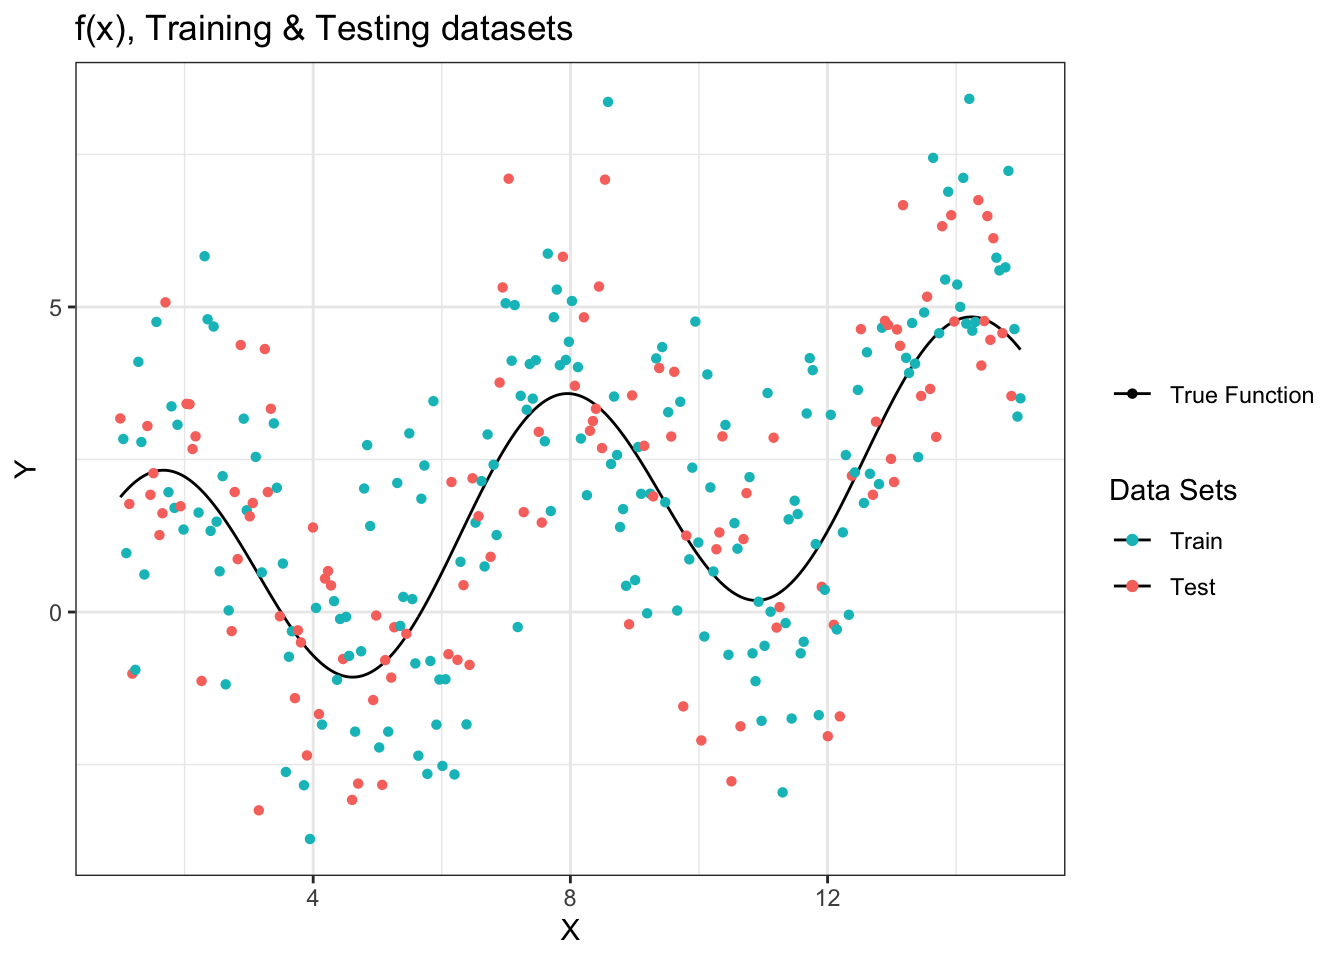 f(x), Training & Testing datasets
Y
5
0
4
8
12
X
True Function
Data Sets
Train
Test